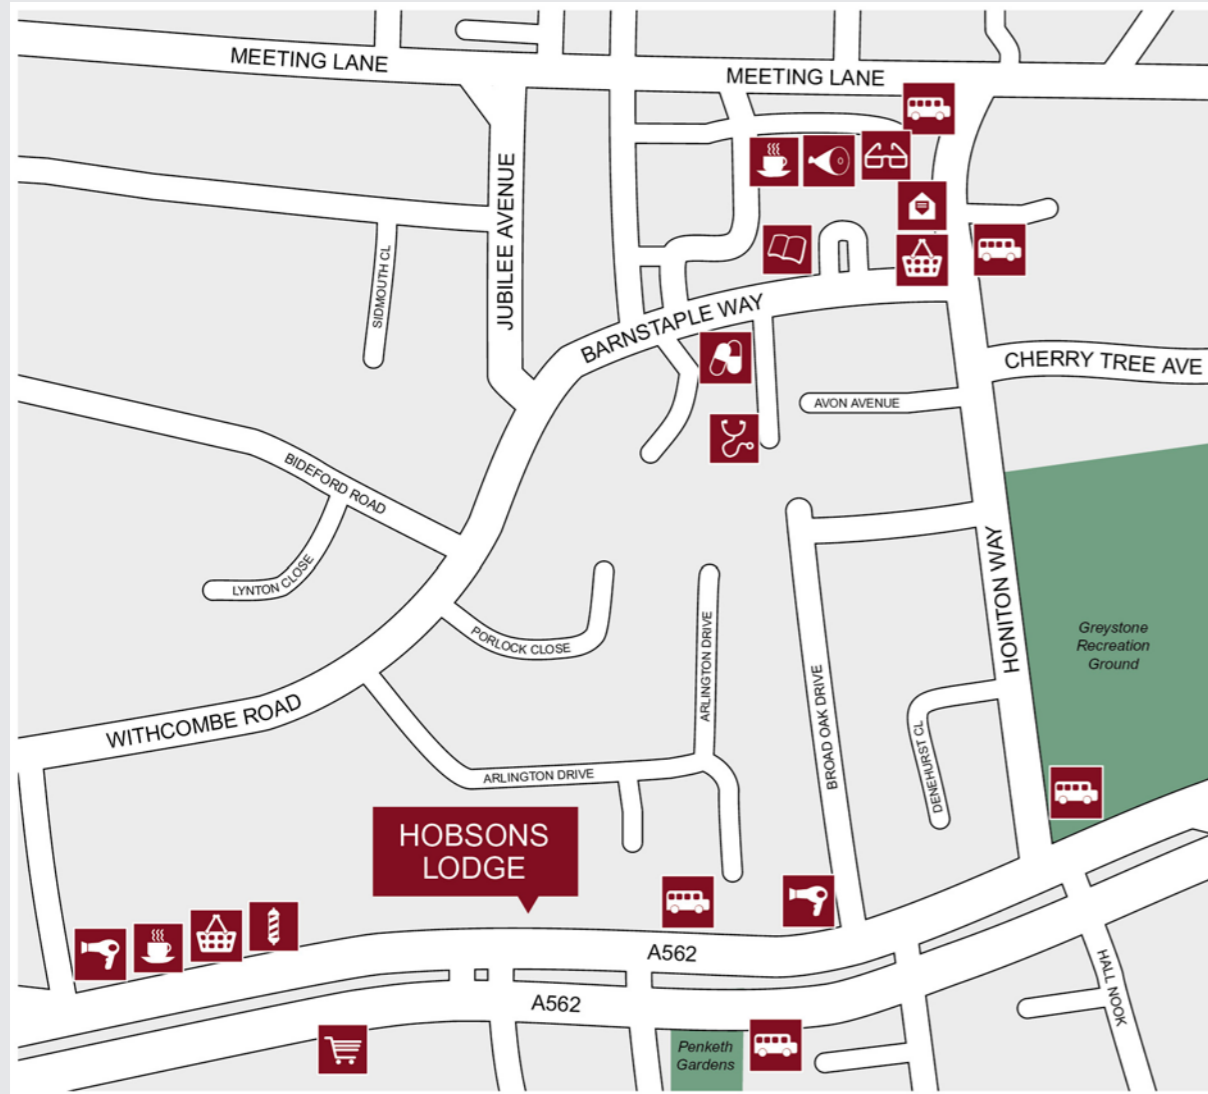 MEETING LANE
MEETING LANE
JUBILEE AVENUE
SIDMOUTH CL
BARNSTAPLE WAY
CHERRY TREE AVE
AVON AVENUE
BIDEFORD ROAD
LYNTON CLOSE
PORLOCK CLOSE
HONITON WAY
Greystone
Recreation
Ground
ARLINGTON DRIVE
BROAD OAK DRIVE
WITHCOMBE ROAD
DENEHURST CL
ARLINGTON DRIVE
HOBSONS
LODGE
A562
A562
HALL NOOK
Penketh
Gardens